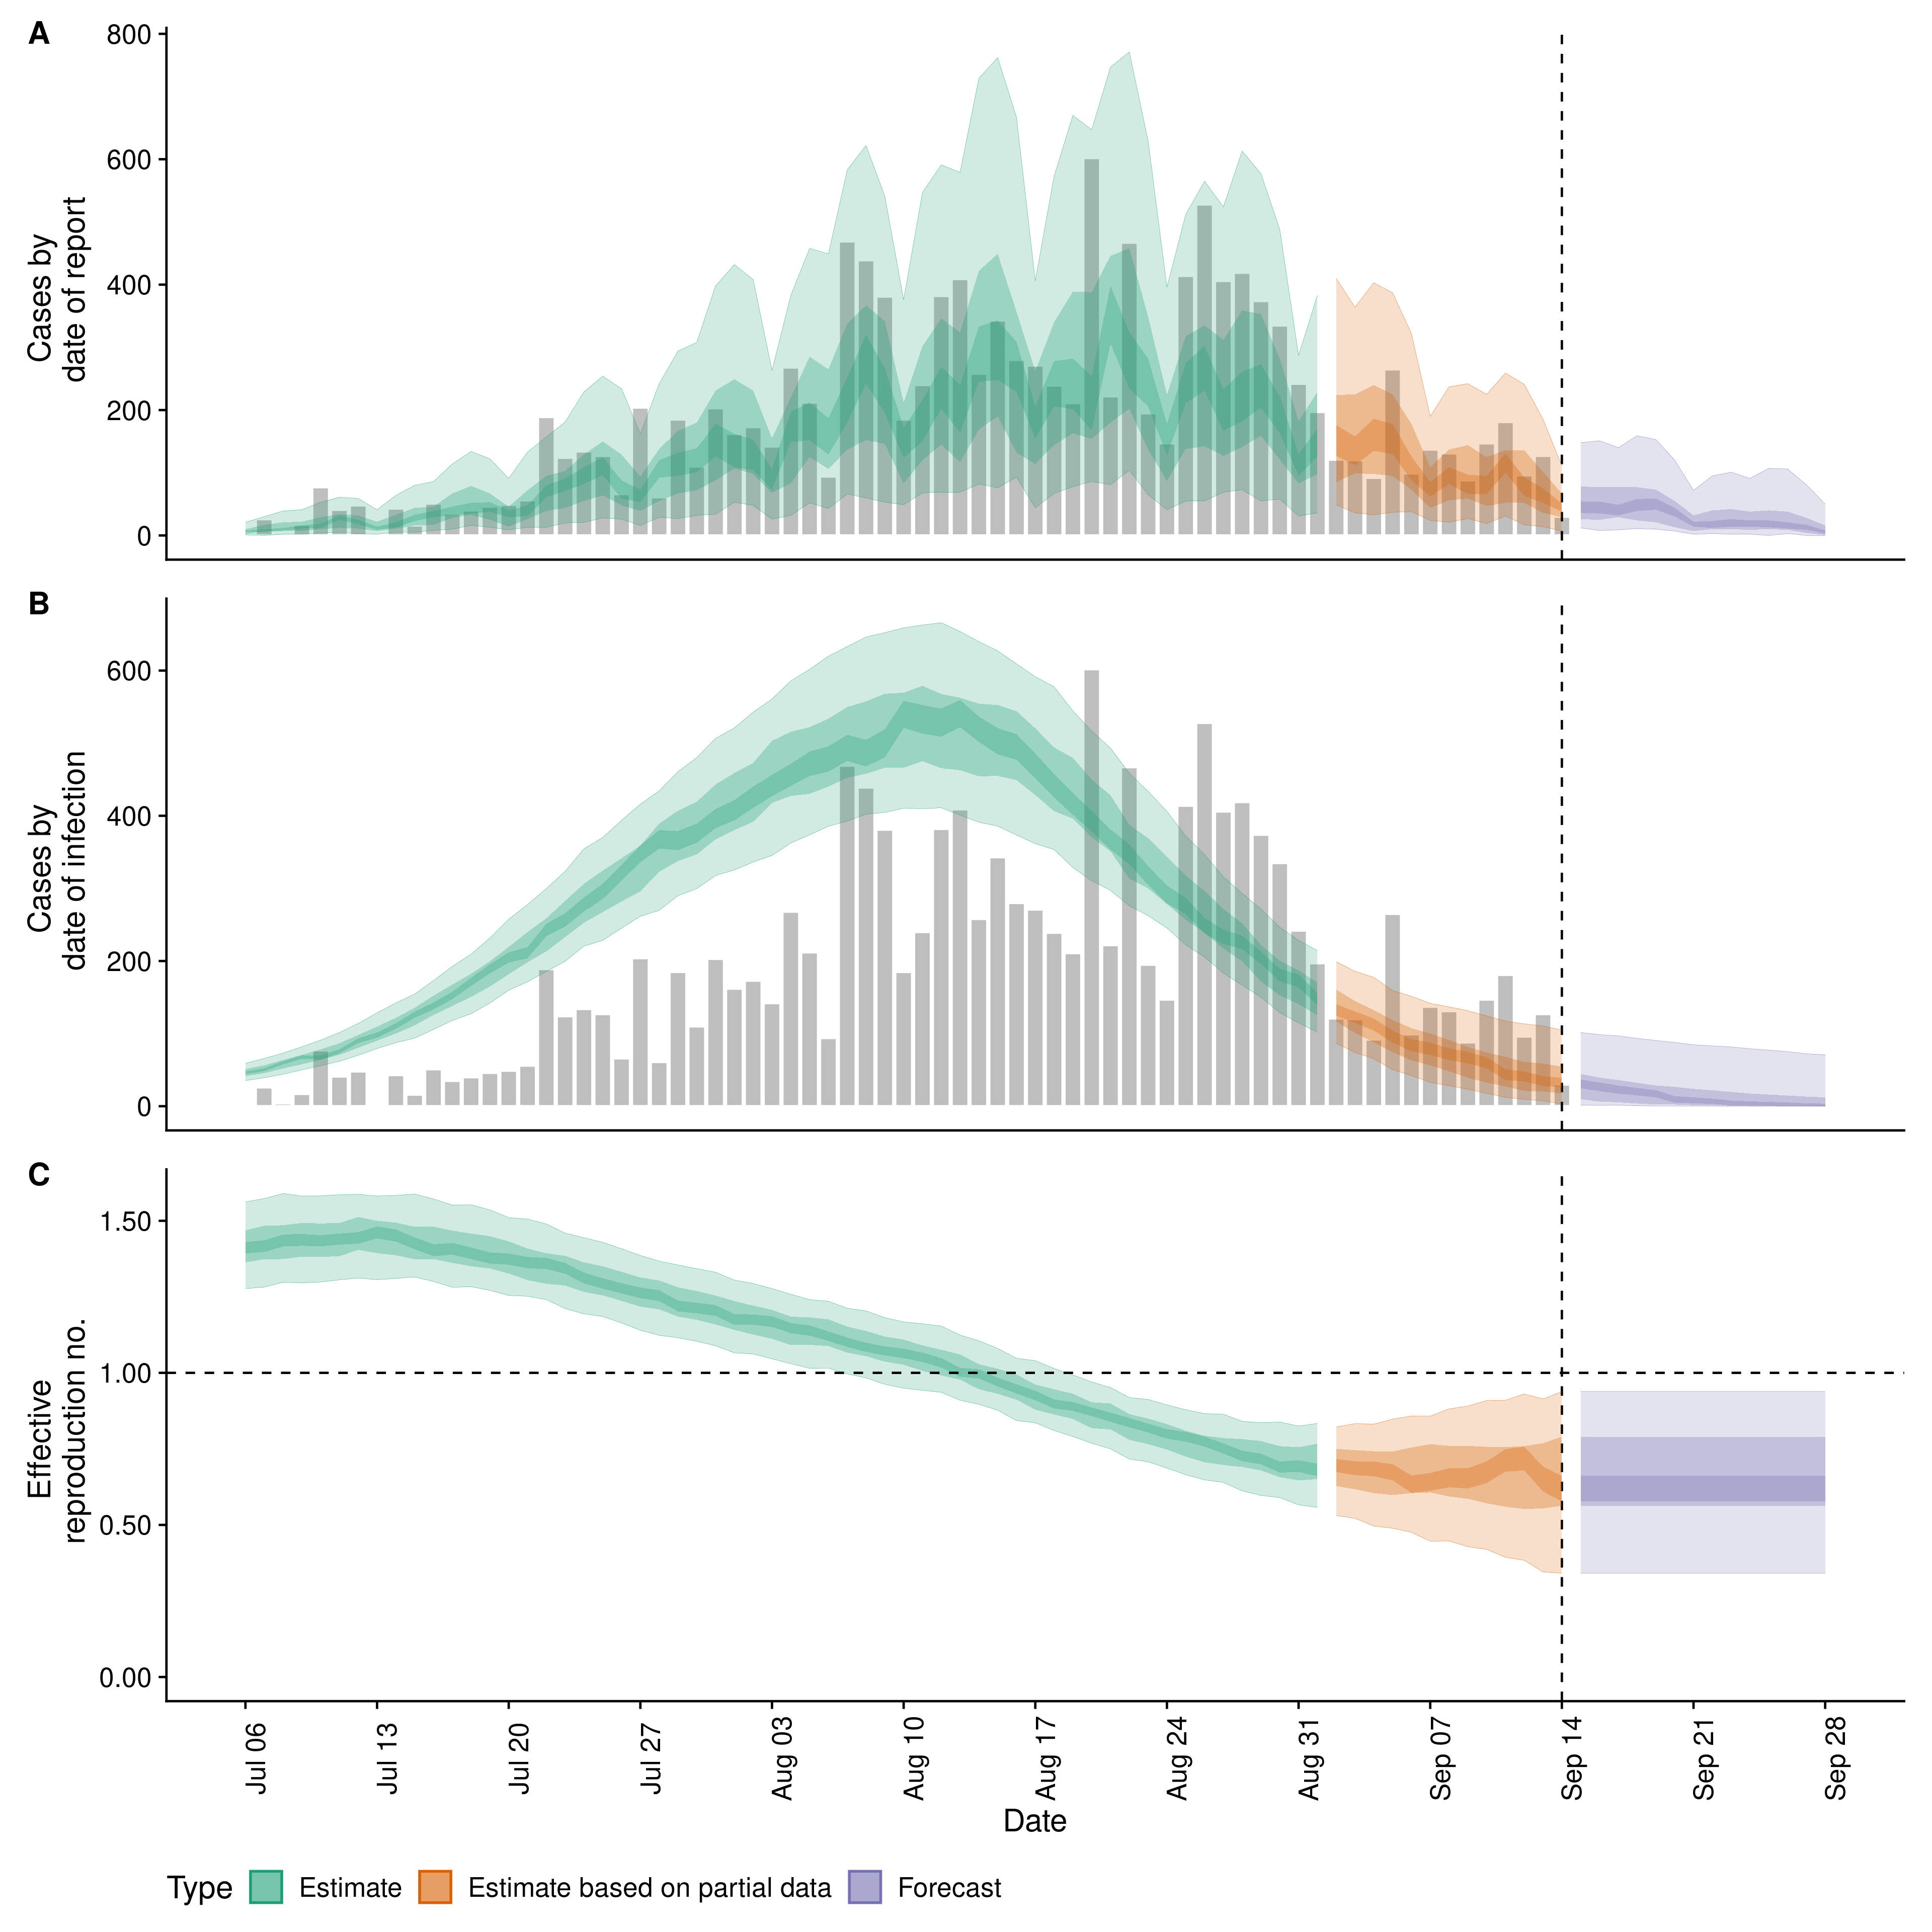 A
800
600
400
200
0
Cases by
date of report
B
600
400
200
0
Cases by
date of infection
C
1.50
1.00
0.50
0.00
Effective
reproduction no.
Jul 06
Jul 13
Jul 20
Jul 27
Aug 03
Aug 10
Aug 17
Aug 24
Aug 31
Sep 07
Sep 14
Sep 21
Sep 28
Date
Type Estimate Estimate based on partial data Forecast